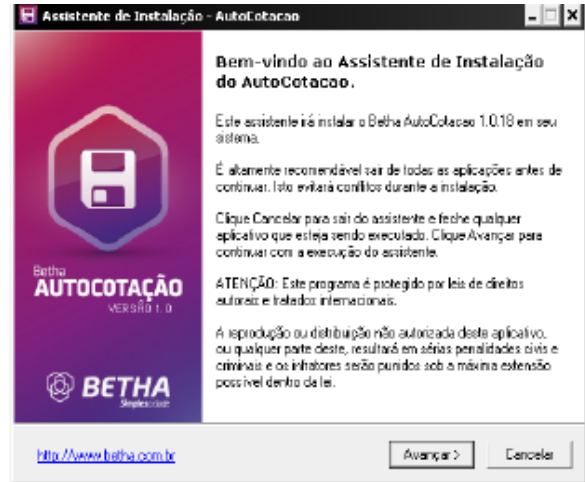 Assistente de Instalação - AutoCotacao
Bem-vindo ao Assistente de Instalação
do AutoCotacao.
Este assistente irá instalar o Betha AutoCotacao 1.0.18 em seu
sistema.
É altamente recomendável sair de todas as aplicações antes de
continuar. Isto evitará conflitos durante a instalação.
Clique Cancelar para sair do assistente e feche qualquer
aplicativo que esteja sendo executado. Clique Avançar para
continuar com a execução do assistente.
ATENÇÃO: Este programa é protegido por leis de direitos
autorais e tratados internacionais.
A reprodução ou distribuição não autorizada deste aplicativo,
ou qualquer parte deste, resultará em sérias penalidades civis e
criminais e os infratores serão punidos sob a máxima extensão
possível dentro da lei.
Betha
AUTOCOTAÇÃO
VERSÃO 1.0
BETHA
http://www.betha.com.br
Avançar >
Cancelar